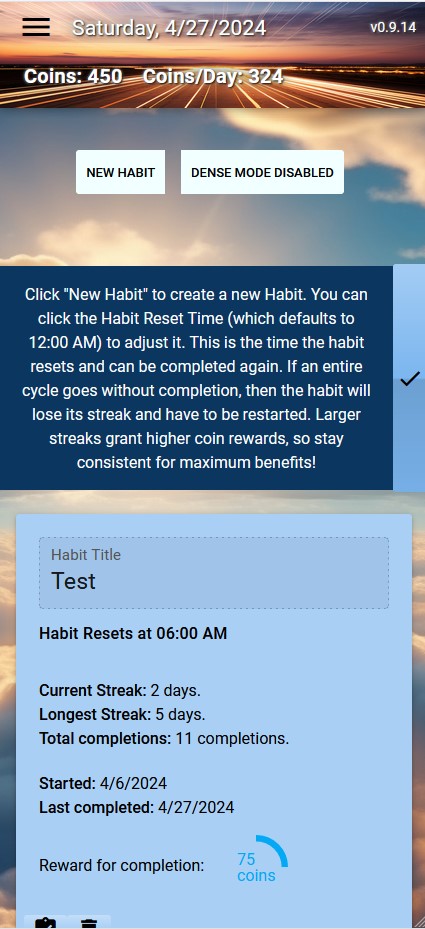 Saturday, 4/27/2024
v0.9.14
Coins: 450 Coins/Day: 324
NEW HABIT
DENSE MODE DISABLED
Click "New Habit" to create a new Habit. You can
click the Habit Reset Time (which defaults to
12:00 AM) to adjust it. This is the time the habit
resets and can be completed again. If an entire
cycle goes without completion, then the habit will
lose its streak and have to be restarted. Larger
streaks grant higher coin rewards, so stay
consistent for maximum benefits!
Habit Title
Test
Habit Resets at 06:00 AM
Current Streak: 2 days.
Longest Streak: 5 days.
Total completions: 11 completions.
Started: 4/6/2024
Last completed: 4/27/2024
Reward for completion:
75
coins